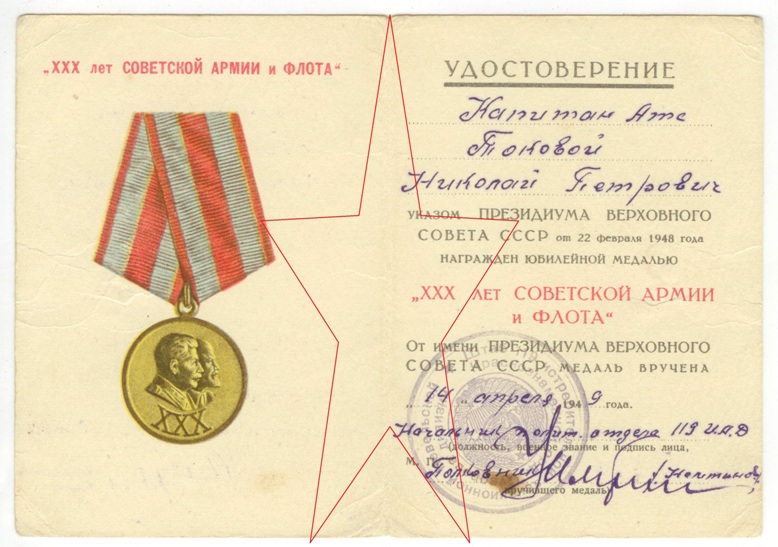 „XXX лет СОВЕТСКОЙ АРМИИ и ФЛОТА“
XXX
УДОСТОВЕРЕНИЕ
Капитан Атс
Токовой
Николай Петрович
УКАЗОМ ПРЕЗИДИУМА ВЕРХОВНОГО
СОВЕТА СССР от 22 февраля 1948 года
НАГРАЖДЕН ЮБИЛЕЙНОЙ МЕДАЛЬЮ
„XXX лет СОВЕТСКОЙ АРМИИ
и ФЛОТА“
От имени ПРЕЗИДИУМА ВЕРХОВНОГО
СОВЕТА СССР МЕДАЛЬ ВРУЧЕНА
„14„ апреля 1949 года.
Начальник полит. отдела 119 И.А.Д
(должность, военное звание и подпись лица,
М. П. Полковник
вручившего медаль)